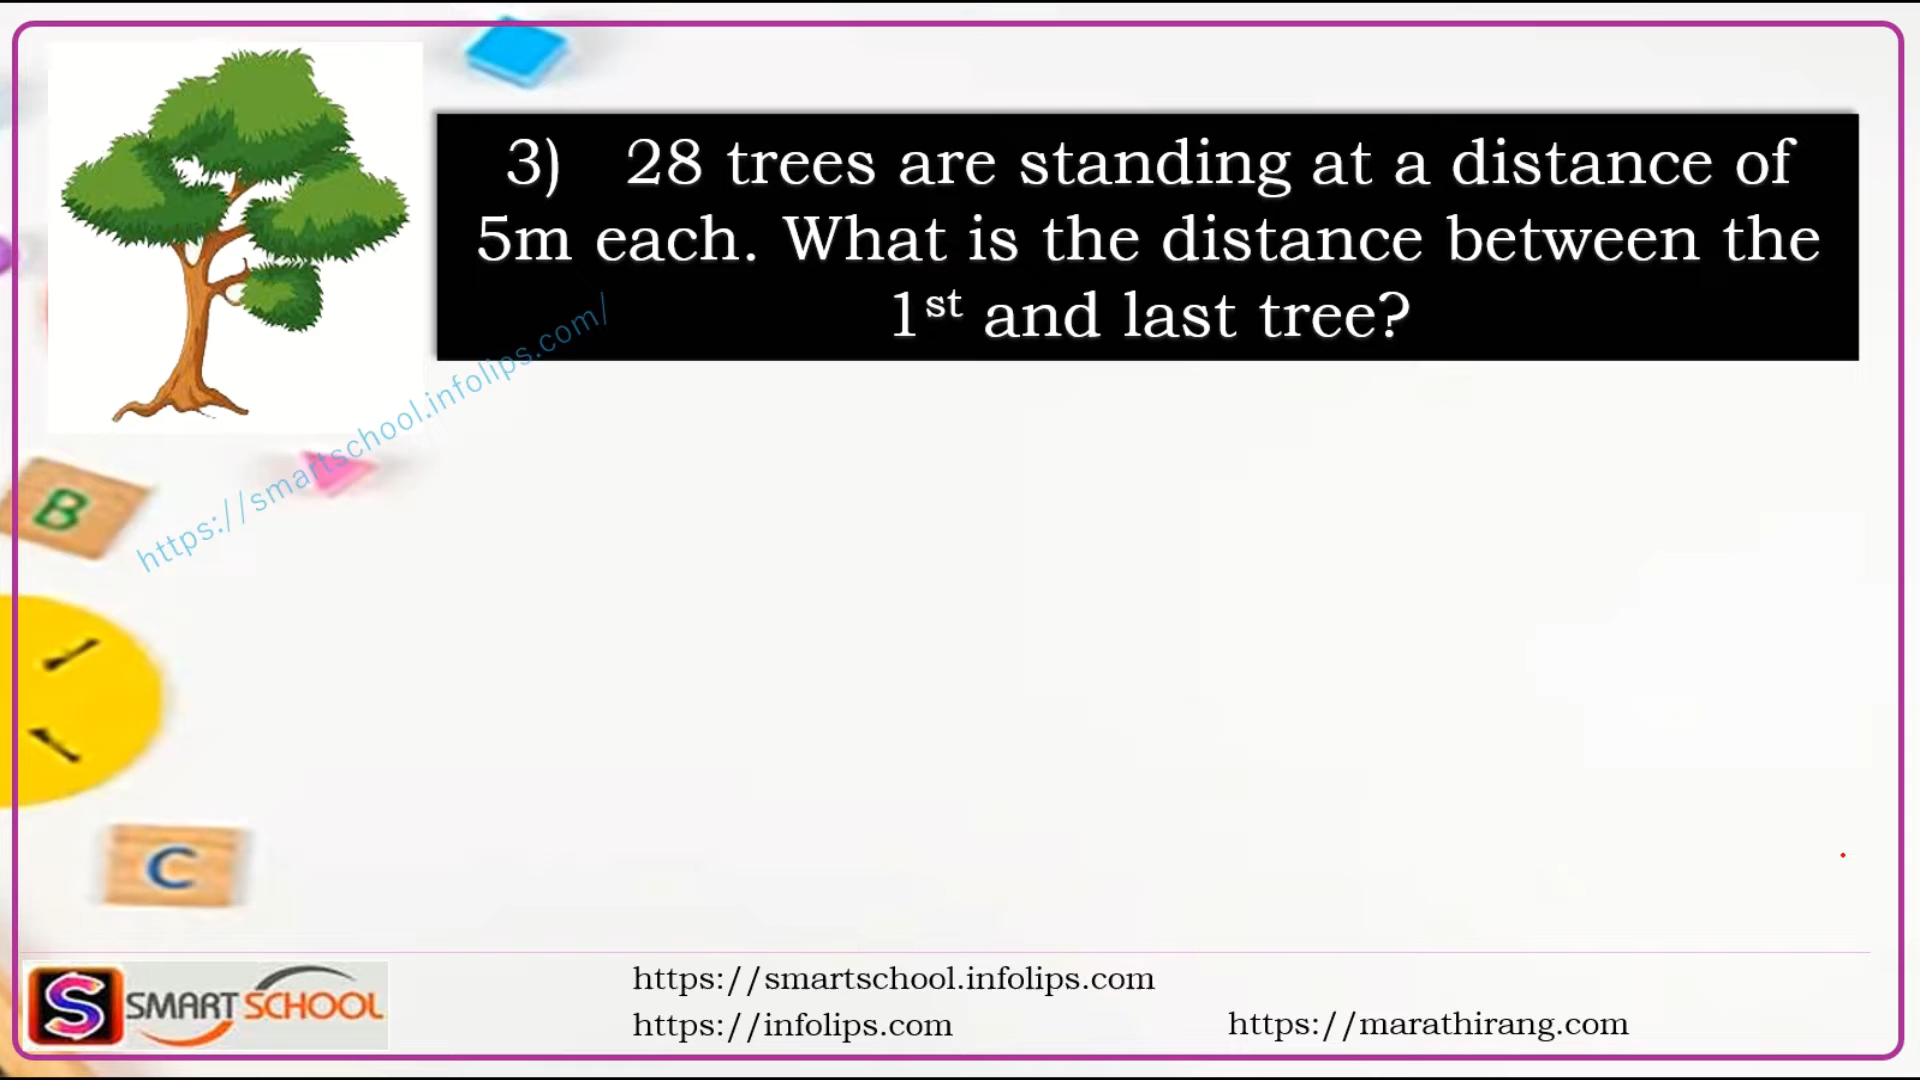 3) 28 trees are standing at a distance of
5m each. What is the distance between the
1st and last tree?
https://smartschool.infolips.com/
B
C
SMART SCHOOL
https://smartschool.infolips.com
https://infolips.com
https://marathirang.com